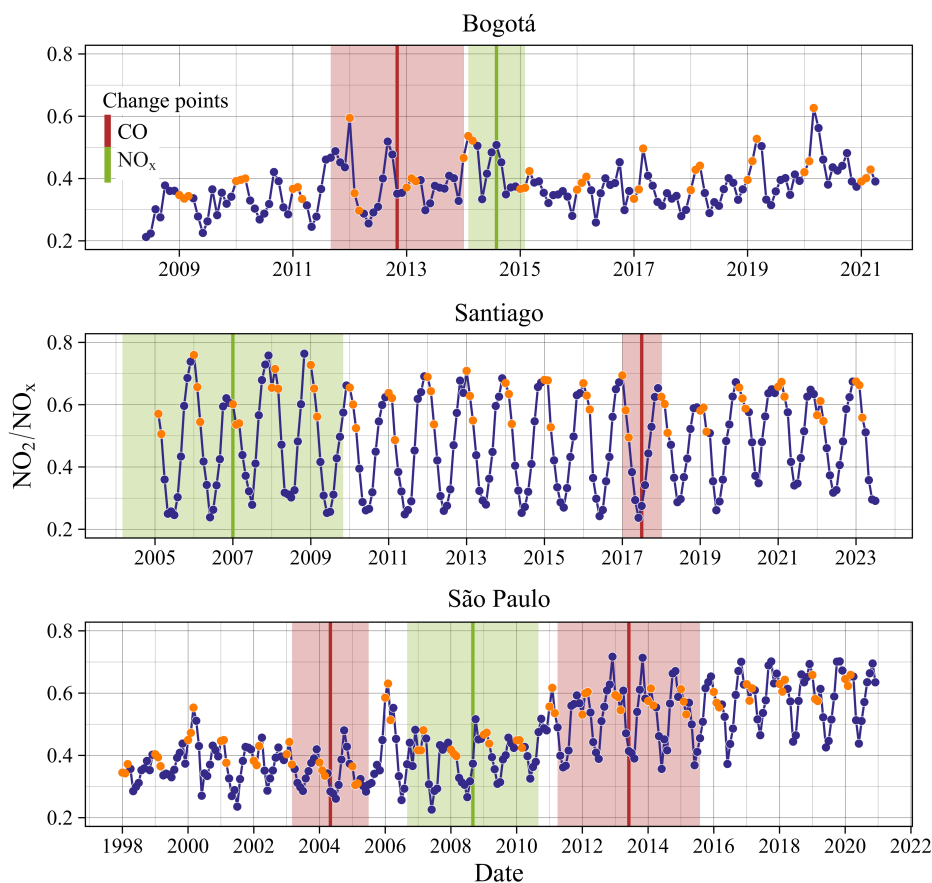 Bogotá
0.8
0.6
0.4
0.2
Change points
CO
NOx
2009 2011 2013 2015 2017 2019 2021
Santiago
0.8
0.6
0.4
0.2
NO2/NOx
2005 2007 2009 2011 2013 2015 2017 2019 2021 2023
São Paulo
0.8
0.6
0.4
0.2
1998 2000 2002 2004 2006 2008 2010 2012 2014 2016 2018 2020 2022
Date